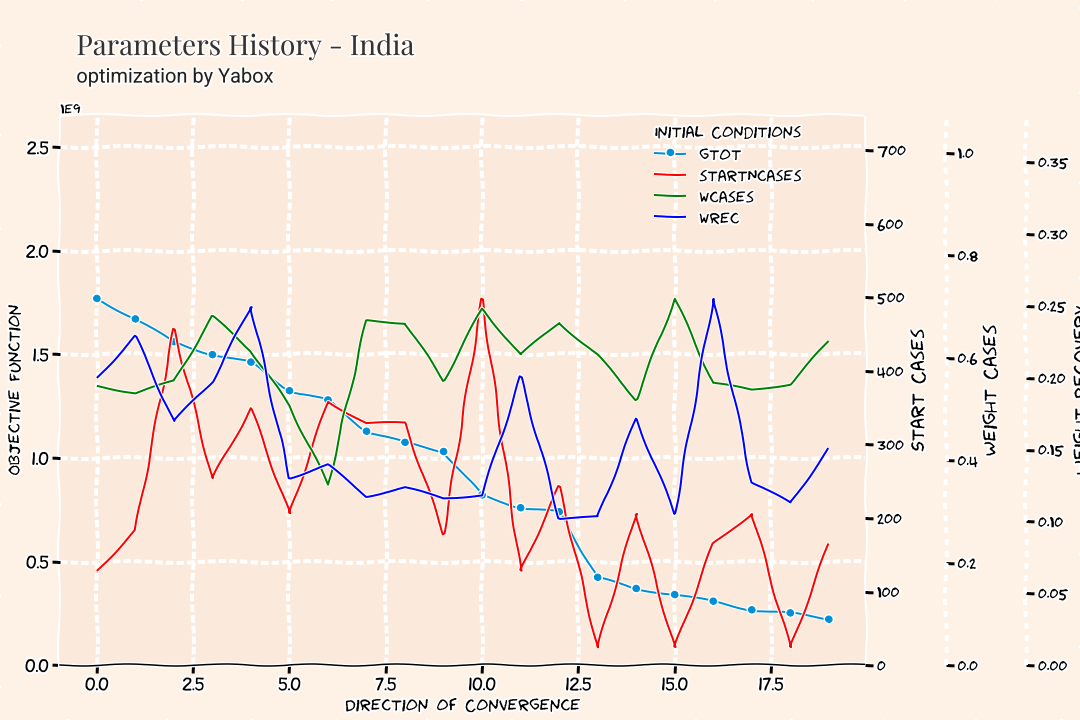 Parameters History - India
optimization by Yabox
1E9
INITIAL CONDITIONS
GTOT
STARTNCASES
WCASES
WREC
2.5
2.0
1.5
1.0
0.5
0.0
OBJECTIVE FUNCTION
0.0 2.5 5.0 7.5 10.0 12.5 15.0 17.5
DIRECTION OF CONVERGENCE
700
600
500
400
300
200
100
0
START CASES
1.0
0.8
0.6
0.4
0.2
0.0
WEIGHT CASES
0.35
0.30
0.25
0.20
0.15
0.10
0.05
0.00